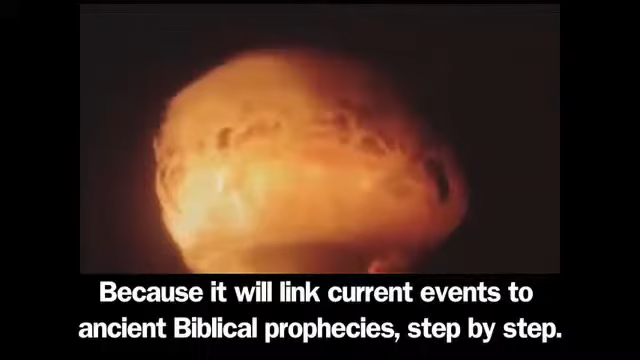 Because it will link current events to
ancient Biblical prophecies, step by step.